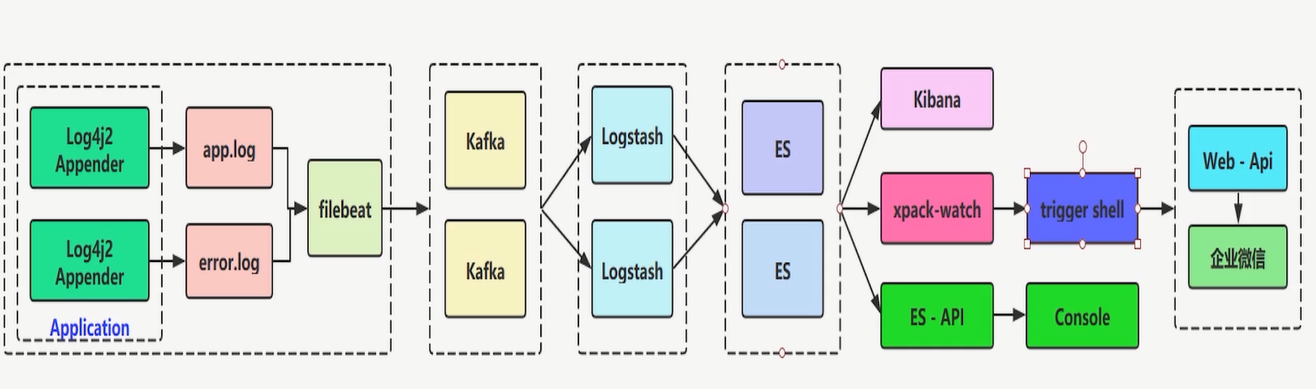 Log4j2
Appender
app.log
Log4j2
Appender
error.log
Application
filebeat
Kafka
Kafka
Logstash
Logstash
ES
ES
Kibana
xpack-watch
trigger shell
ES - API
Console
Web - Api
企业微信